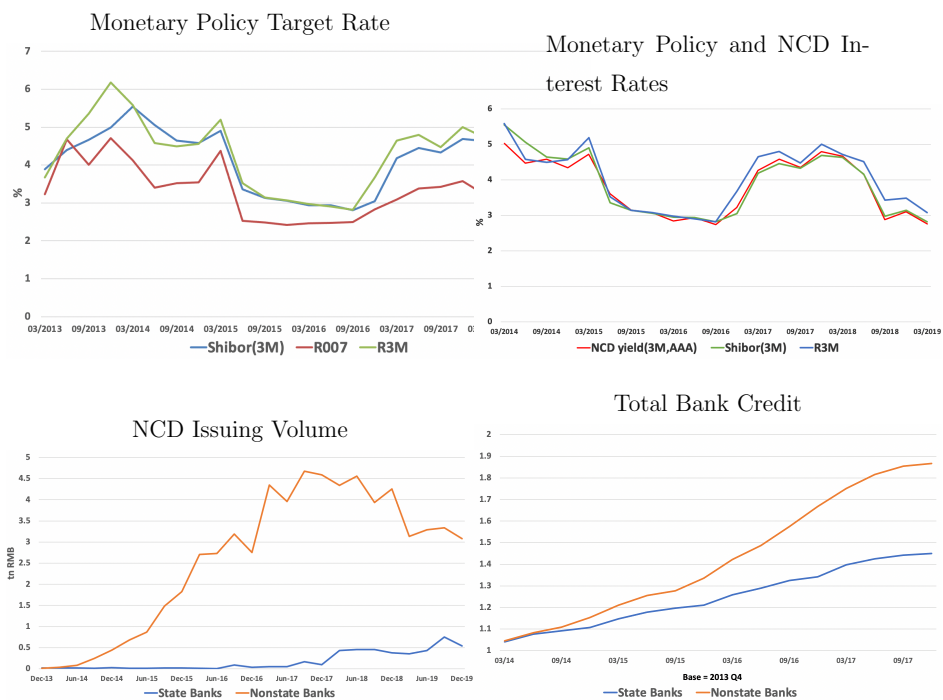 Monetary Policy Target Rate
7
6
5
4
3
2
1
0
%
03/2013 09/2013 03/2014 09/2014 03/2015 09/2015 03/2016 09/2016 03/2017 09/2017 03
Shibor(3M) R007 R3M
Monetary Policy and NCD In-
terest Rates
6
5
4
3
2
1
0
%
03/2014 09/2014 03/2015 09/2015 03/2016 09/2016 03/2017 09/2017 03/2018 09/2018 03/2019
NCD yield(3M,AAA) Shibor(3M) R3M
NCD Issuing Volume
5
4.5
4
3.5
3
2.5
2
1.5
1
0.5
0
tn RMB
Dec-13 Jun-14 Dec-14 Jun-15 Dec-15 Jun-16 Dec-16 Jun-17 Dec-17 Jun-18 Dec-18 Jun-19 Dec-19
State Banks Nonstate Banks
Total Bank Credit
2
1.9
1.8
1.7
1.6
1.5
1.4
1.3
1.2
1.1
1
03/14 09/14 03/15 09/15 03/16 09/16 03/17 09/17
Base = 2013 Q4
State Banks Nonstate Banks